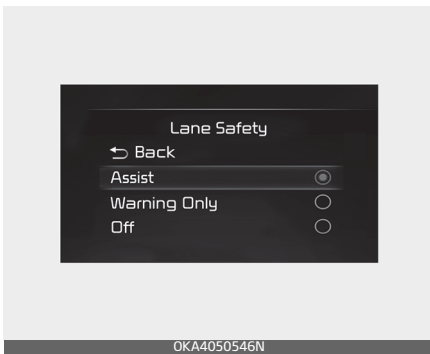 Lane Safety
Back
Assist
Warning Only
Off
OKA4050546N